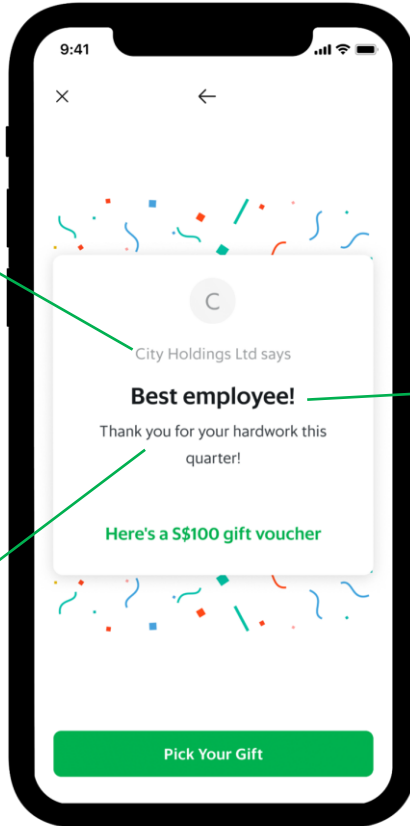 9:41
C
City Holdings Ltd says
Best employee!
Thank you for your hardwork this
quarter!
Here's a S$100 gift voucher
Pick Your Gift